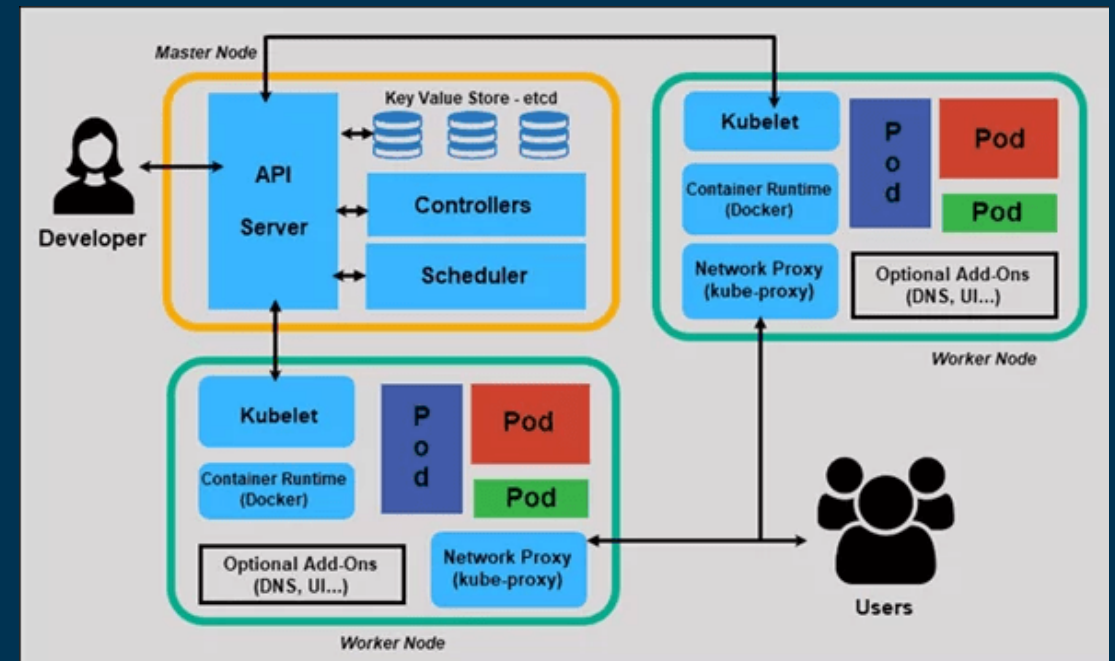 Master Node
Key Value Store - etcd
API
Server
Controllers
Scheduler
Developer
Kubelet
Container Runtime
(Docker)
Network Proxy
(kube-proxy)
P
o
d
Pod
Pod
Optional Add-Ons
(DNS, UI...)
Worker Node
Kubelet
Container Runtime
(Docker)
P
o
d
Pod
Pod
Optional Add-Ons
(DNS, UI...)
Network Proxy
(kube-proxy)
Worker Node
Users